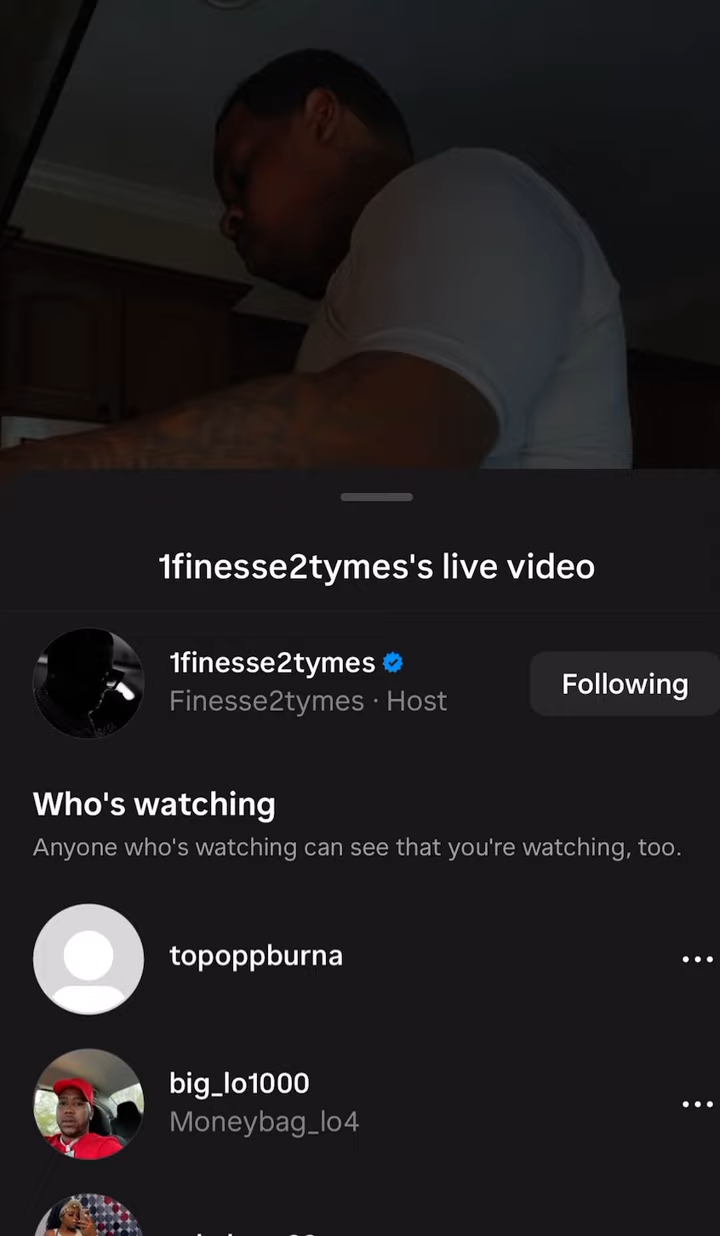 1finesse2tymes's live video
1finesse2tymes
Finesse2tymes · Host
Following
Who's watching
Anyone who's watching can see that you're watching, too.
topoppburna
big_lo1000
Moneybag_lo4